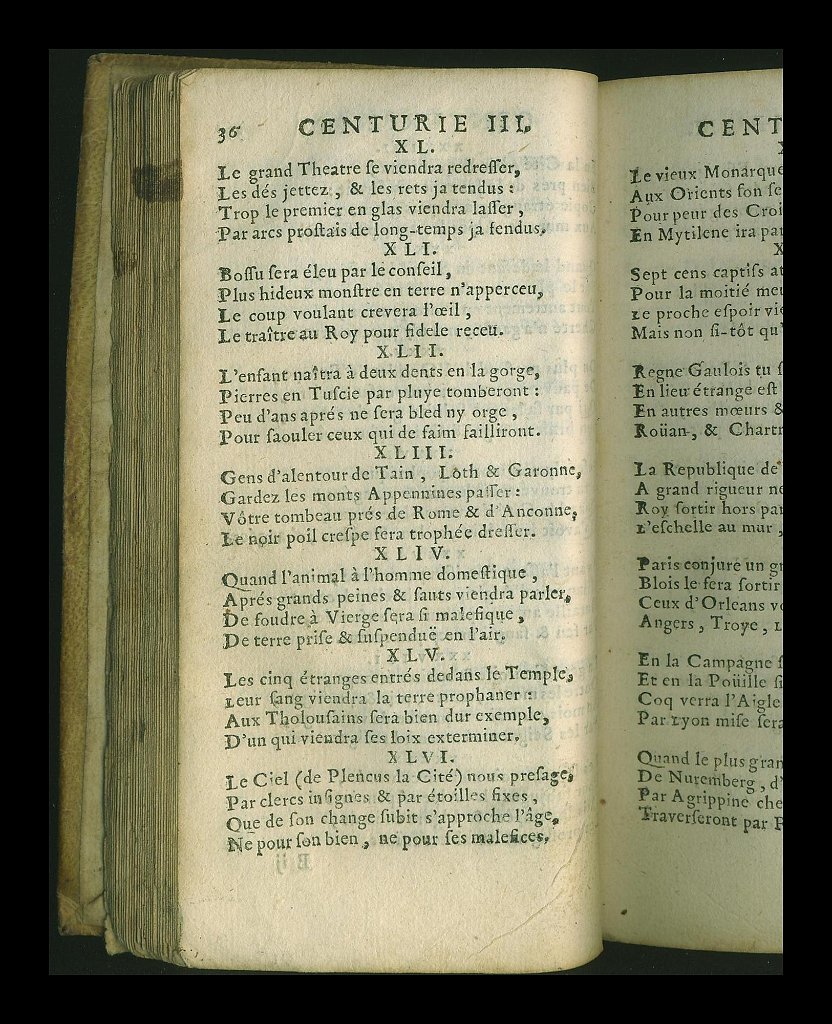 36 CENTURIE III.
XL.
Le grand Theatre ſe viendra redreſſer,
Les dés jettez, & les rets ja tendus :
Trop le premier en glas viendra laſſer,
Par arcs proſtais de long-temps ja fendus.
XLI.
Boſſu ſera éleu par le conſeil,
Plus hideux monſtre en terre n'apperceu,
Le coup voulant crevera l'œil,
Le traître au Roy pour fidele receu.
XLII.
L'enfant naîtra à deux dents en la gorge,
Pierres en Tuſcie par pluye tomberont :
Peu d'ans aprés ne ſera bled ny orge,
Pour ſaouler ceux qui de faim failliront.
XLIII.
Gens d'alentour de Tain, Loth & Garonne,
Gardez les monts Appennines paſſer :
Vôtre tombeau prés de Rome & d'Anconne,
Le noir poil creſpe fera trophée dreſſer.
XLIV.
Quand l'animal à l'homme domeſtique,
Aprés grands peines & ſauts viendra parler,
De foudre à Vierge ſera ſi malefique,
De terre priſe & ſuſpenduë en l'air.
XLV.
Les cinq étranges entrés dedans le Temple,
Leur ſang viendra la terre prophaner :
Aux Tholouſains ſera bien dur exemple,
D'un qui viendra ſes loix exterminer.
XLVI.
Le Ciel (de Plencus la Cité) nous preſage,
Par clercs inſignes & par étoilles fixes,
Que de ſon change ſubit s'approche l'âge,
Ne pour ſon bien, ne pour ſes malefices.
CENT
Le vieux Monarque
Aux Orients ſon ſe
Pour peur des Croi
En Mytilene ira pa
X
Sept cens captifs at
Pour la moitié meu
Le proche eſpoir vie
Mais non ſi-tôt qu'
Regne Gaulois tu ſ
En lieu étrange eſt
En autres mœurs &
Roüan, & Chartr
La Republique de
A grand rigueur ne
Roy ſortir hors par
L'eſchelle au mur,
Paris conjure un gr
Blois le fera ſortir
Ceux d'Orleans vo
Angers, Troye, L
En la Campagne ſ
Et en la Poüille ſi
Coq verra l'Aigle
Par Lyon miſe ſera
Quand le plus gran
De Nuremberg, d'
Par Agrippine che
Traverſeront par F